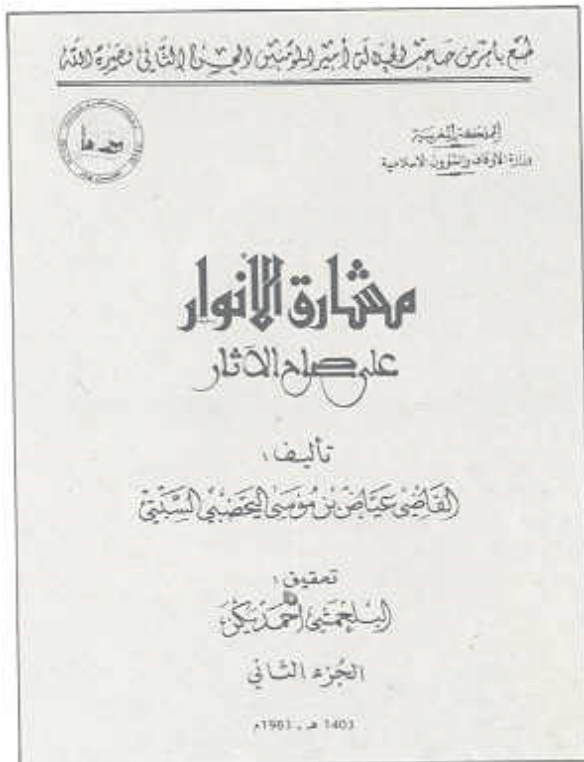 طبع بأمر من صاحب الجلالة أمير المؤمنين الحسن الثاني نصره الله
المملكة المغربية
وزارة الأوقاف والشؤون الإسلامية
مشارق الأنوار
على صحاح الآثار
تأليف:
القاضي عياض بن موسى اليحصبي السبتي
تحقيق:
البلعمشي أحمد يكن
الجزء الثاني
1403 هـ ـ 1983م